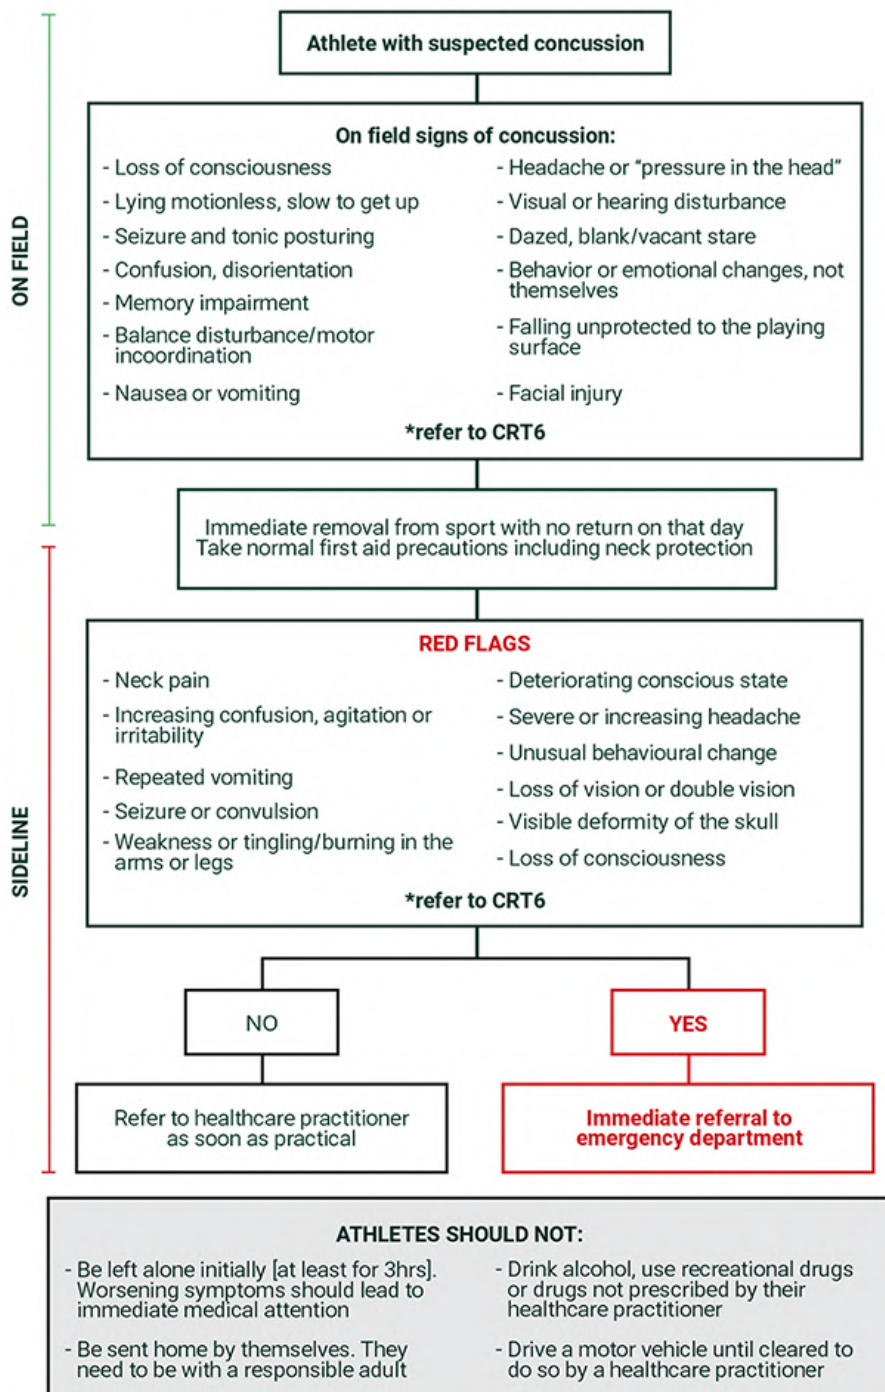 Athlete with suspected concussion
ON FIELD
On field signs of concussion:
- Loss of consciousness
- Lying motionless, slow to get up
- Seizure and tonic posturing
- Confusion, disorientation
- Memory impairment
- Balance disturbance/motor
incoordination
- Nausea or vomiting
- Headache or “pressure in the head”
- Visual or hearing disturbance
- Dazed, blank/vacant stare
- Behavior or emotional changes, not
themselves
- Falling unprotected to the playing
surface
- Facial injury
*refer to CRT6
Immediate removal from sport with no return on that day
Take normal first aid precautions including neck protection
SIDELINE
RED FLAGS
- Neck pain
- Increasing confusion, agitation or
irritability
- Repeated vomiting
- Seizure or convulsion
- Weakness or tingling/burning in the
arms or legs
- Deteriorating conscious state
- Severe or increasing headache
- Unusual behavioural change
- Loss of vision or double vision
- Visible deformity of the skull
- Loss of consciousness
*refer to CRT6
NO
Refer to healthcare practitioner
as soon as practical
YES
Immediate referral to
emergency department
ATHLETES SHOULD NOT:
- Be left alone initially [at least for 3hrs].
Worsening symptoms should lead to
immediate medical attention
- Be sent home by themselves. They
need to be with a responsible adult
- Drink alcohol, use recreational drugs
or drugs not prescribed by their
healthcare practitioner
- Drive a motor vehicle until cleared to
do so by a healthcare practitioner